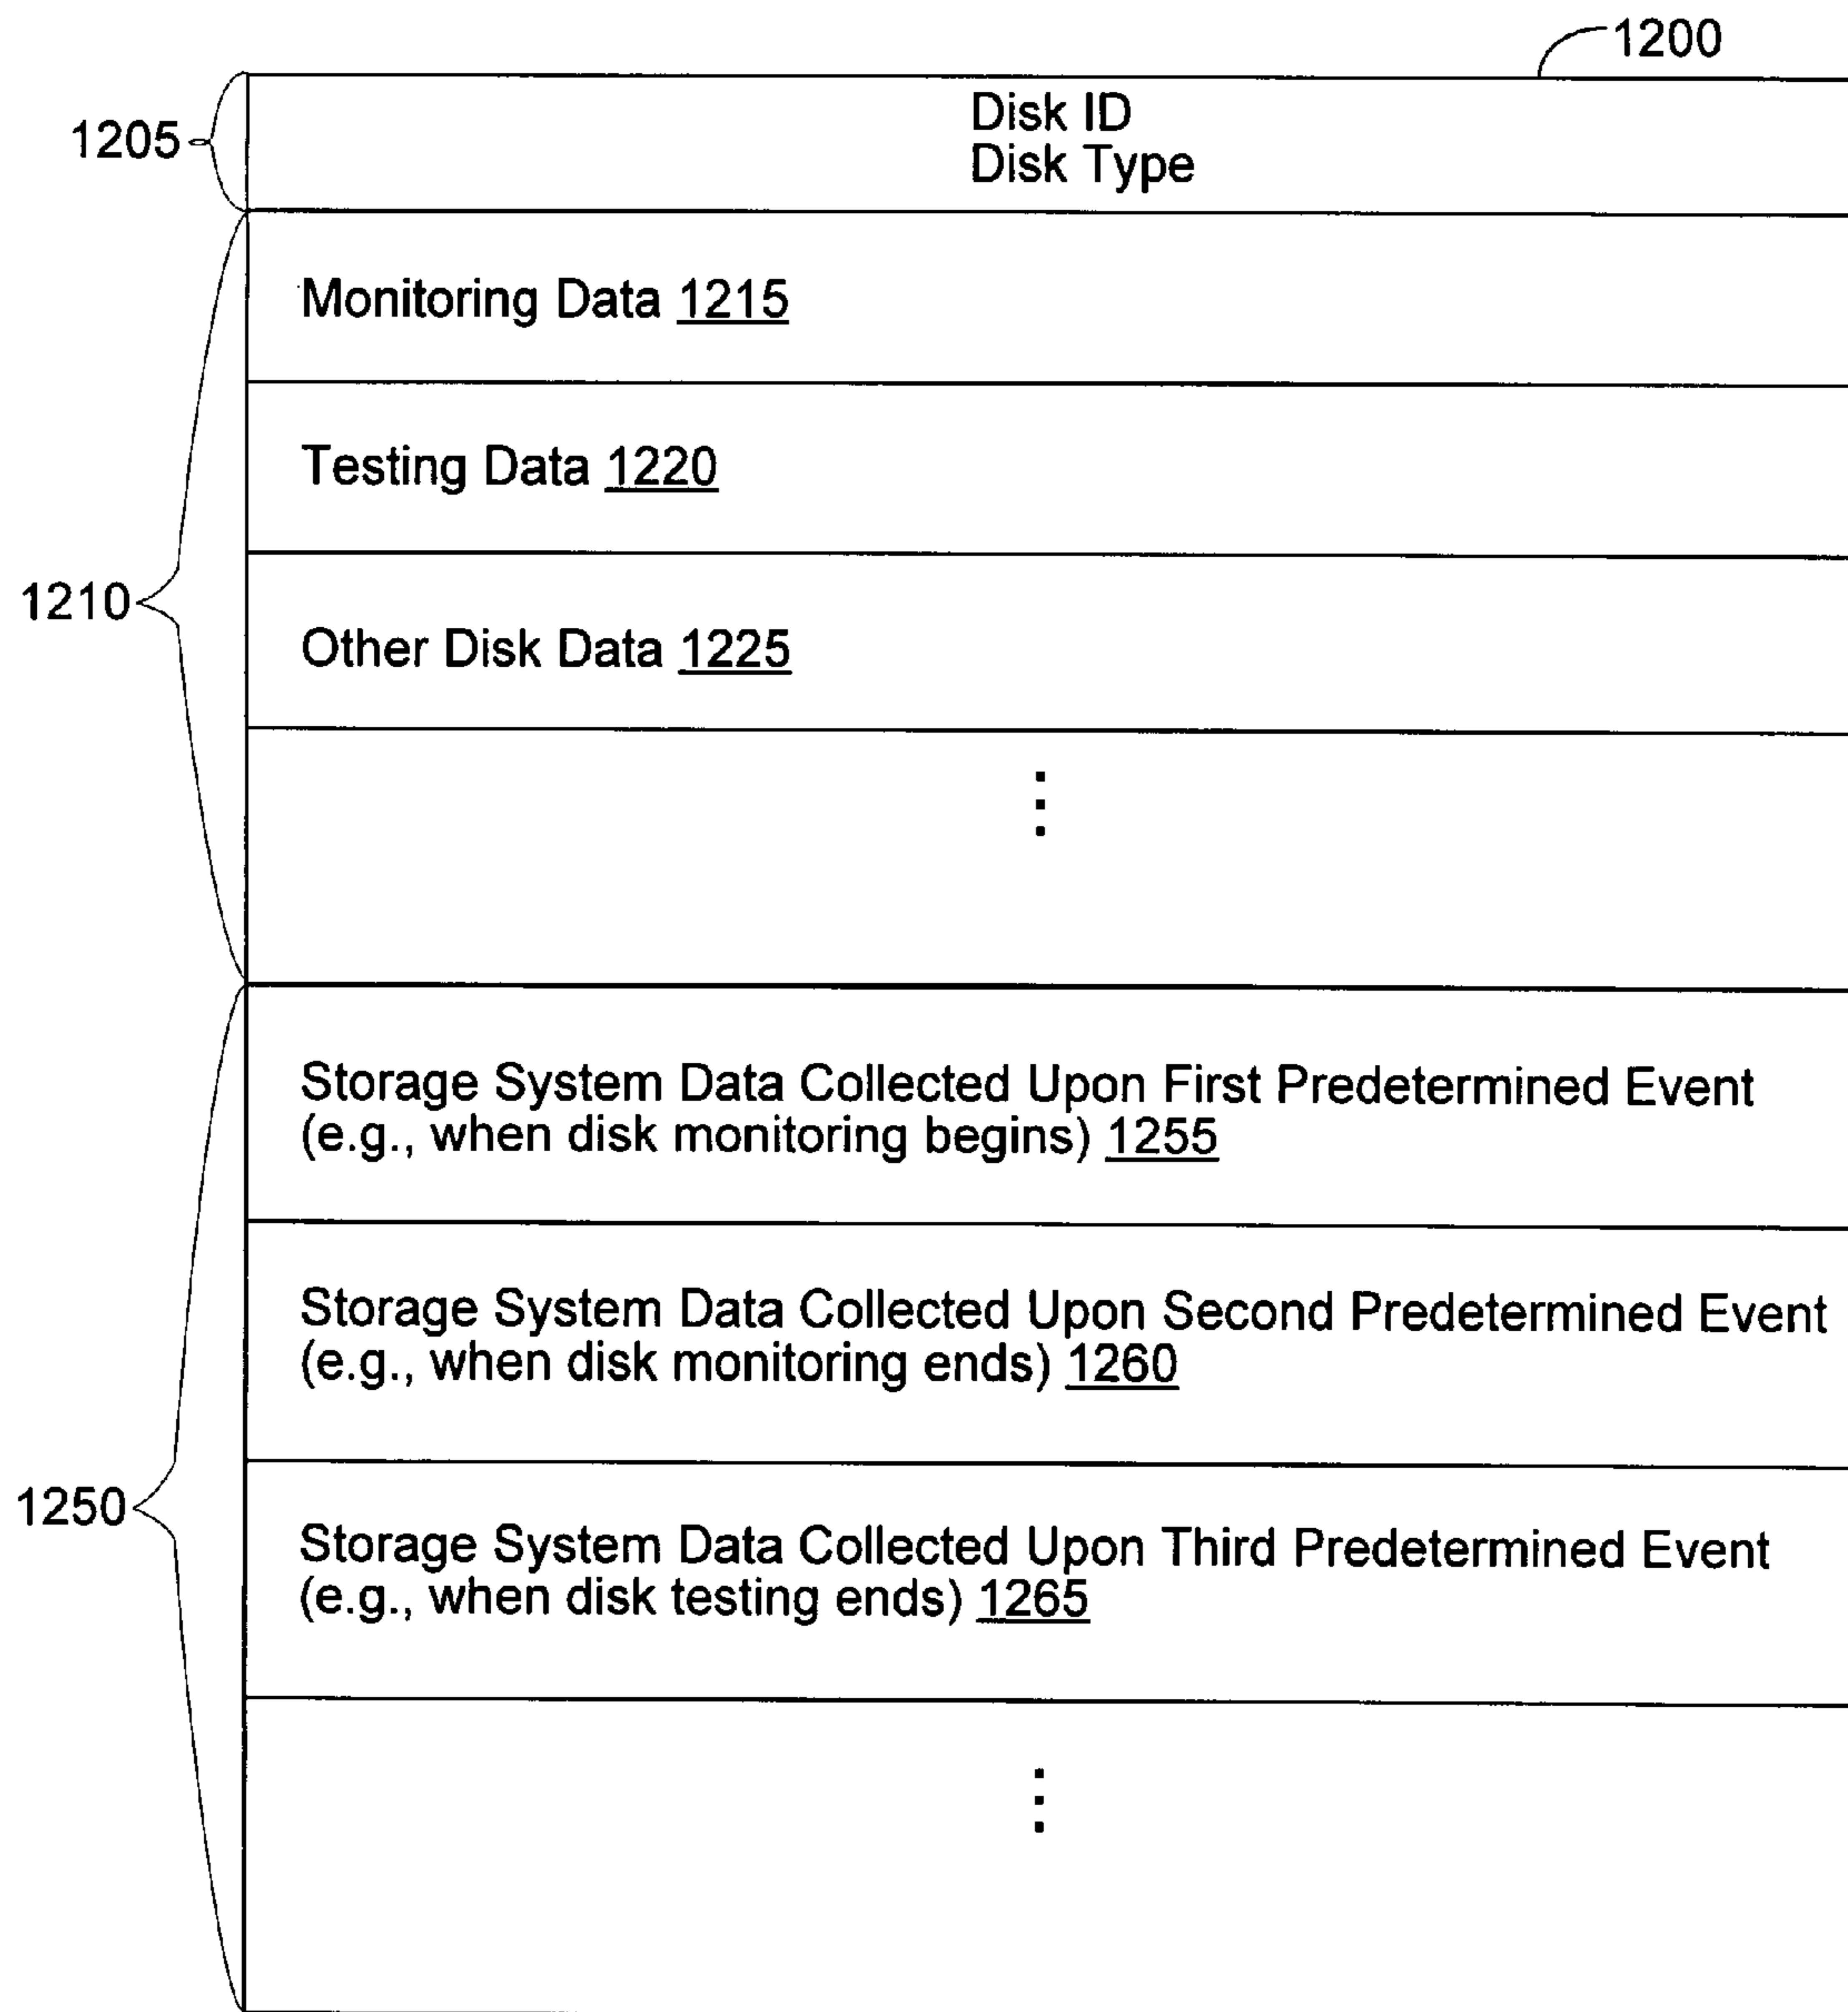 1200
1205
Disk ID
Disk Type
1210
Monitoring Data 1215
Testing Data 1220
Other Disk Data 1225
1250
Storage System Data Collected Upon First Predetermined Event
(e.g., when disk monitoring begins) 1255
Storage System Data Collected Upon Second Predetermined Event
(e.g., when disk monitoring ends) 1260
Storage System Data Collected Upon Third Predetermined Event
(e.g., when disk testing ends) 1265